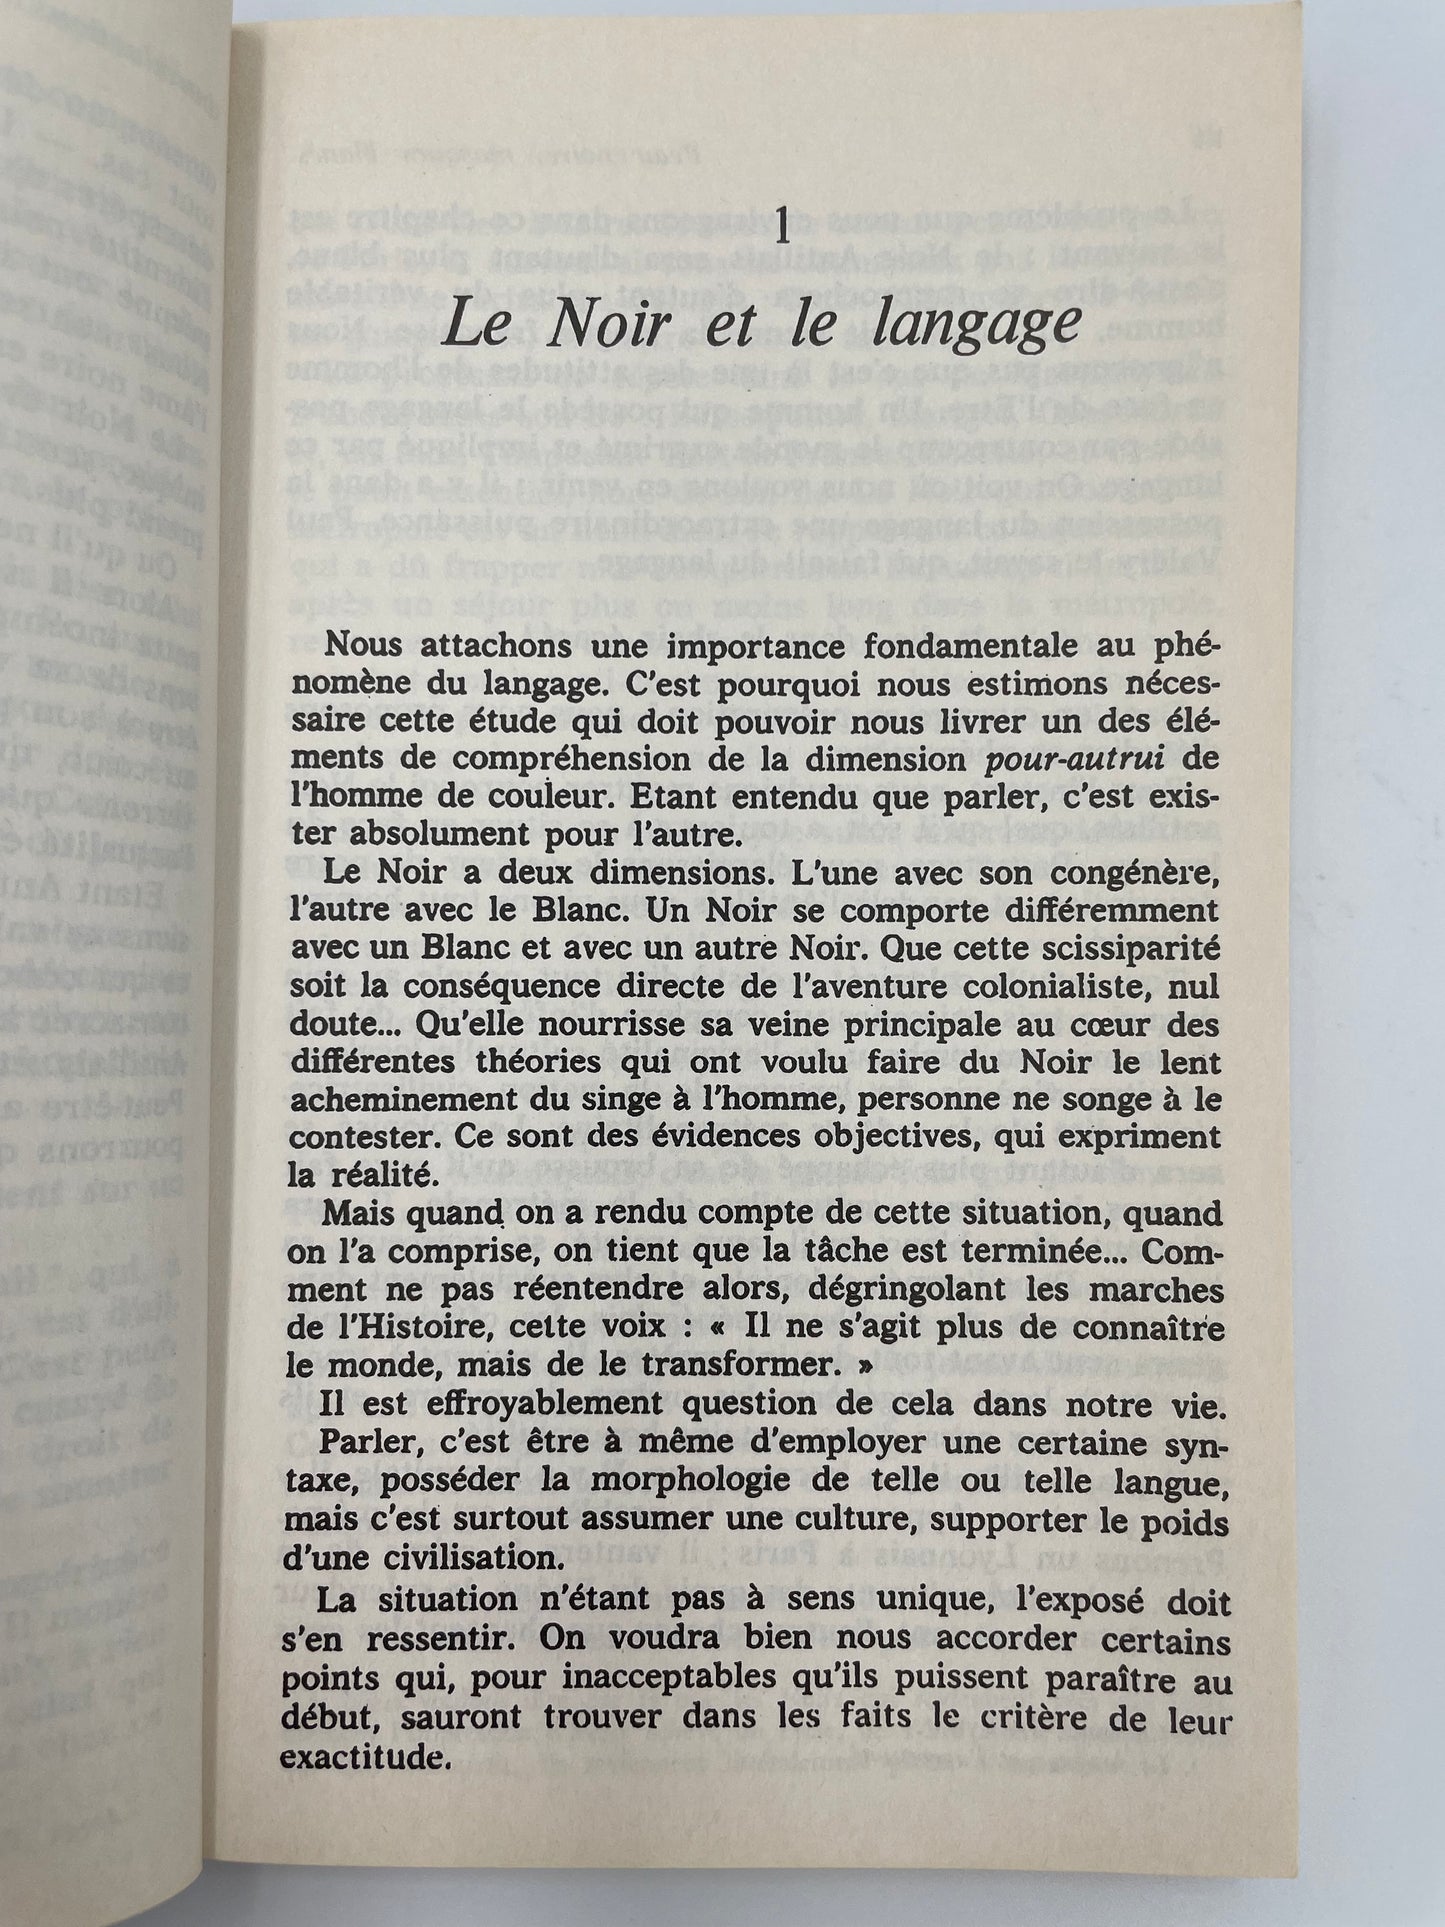 1
Le Noir et le langage
Nous attachons une importance fondamentale au phé-
nomène du langage. C'est pourquoi nous estimons néces-
saire cette étude qui doit pouvoir nous livrer un des élé-
ments de compréhension de la dimension pour-autrui de
l'homme de couleur. Etant entendu que parler, c'est exis-
ter absolument pour l'autre.
Le Noir a deux dimensions. L'une avec son congénère,
l'autre avec le Blanc. Un Noir se comporte différemment
avec un Blanc et avec un autre Noir. Que cette scissiparité
soit la conséquence directe de l'aventure colonialiste, nul
doute... Qu'elle nourrisse sa veine principale au cœur des
différentes théories qui ont voulu faire du Noir le lent
acheminement du singe à l'homme, personne ne songe à le
contester. Ce sont des évidences objectives, qui expriment
la réalité.
Mais quand on a rendu compte de cette situation, quand
on l'a comprise, on tient que la tâche est terminée... Com-
ment ne pas réentendre alors, dégringolant les marches
de l'Histoire, cette voix : « Il ne s'agit plus de connaître
le monde, mais de le transformer. »
Il est effroyablement question de cela dans notre vie.
Parler, c'est être à même d'employer une certaine syn-
taxe, posséder la morphologie de telle ou telle langue,
mais c'est surtout assumer une culture, supporter le poids
d'une civilisation.
La situation n'étant pas à sens unique, l'exposé doit
s'en ressentir. On voudra bien nous accorder certains
points qui, pour inacceptables qu'ils puissent paraître au
début, sauront trouver dans les faits le critère de leur
exactitude.